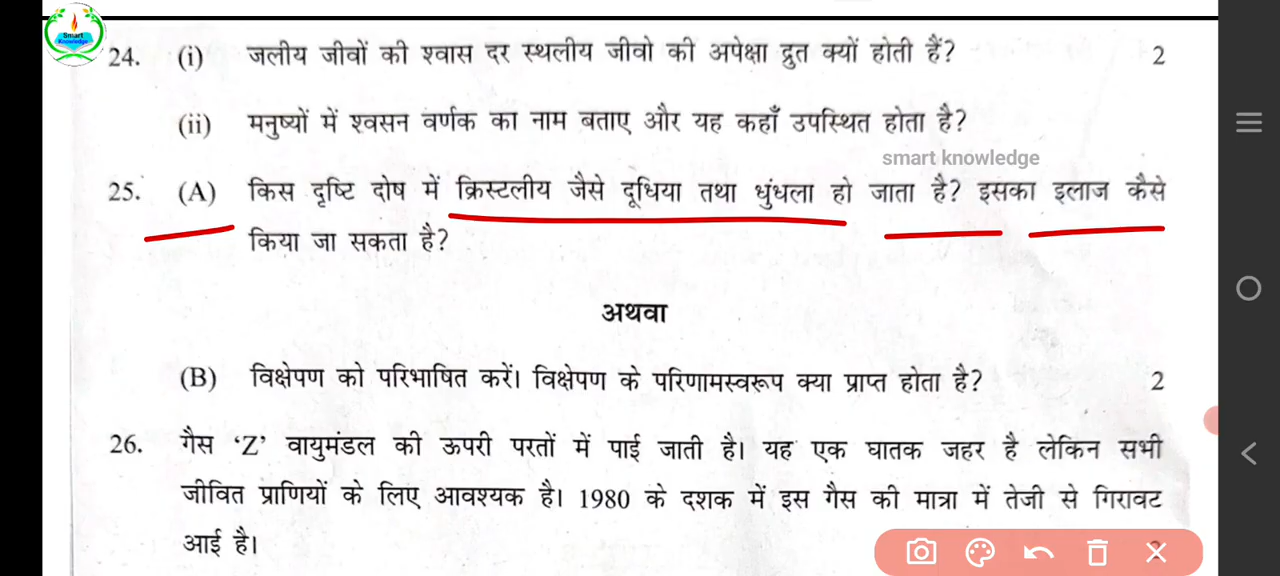 Smart
Knowledge
24. (i) जलीय जीवों की श्वास दर स्थलीय जीवो की अपेक्षा द्रुत क्यों होती हैं? 2
(ii) मनुष्यों में श्वसन वर्णक का नाम बताए और यह कहाँ उपस्थित होता है?
smart knowledge
25. (A) किस दृष्टि दोष में क्रिस्टलीय जैसे दूधिया तथा धुंधला हो जाता है? इसका इलाज कैसे
किया जा सकता है?
अथवा
(B) विक्षेपण को परिभाषित करें। विक्षेपण के परिणामस्वरूप क्या प्राप्त होता है? 2
26. गैस ‘Z’ वायुमंडल की ऊपरी परतों में पाई जाती है। यह एक घातक जहर है लेकिन सभी
जीवित प्राणियों के लिए आवश्यक है। 1980 के दशक में इस गैस की मात्रा में तेजी से गिरावट
आई है।